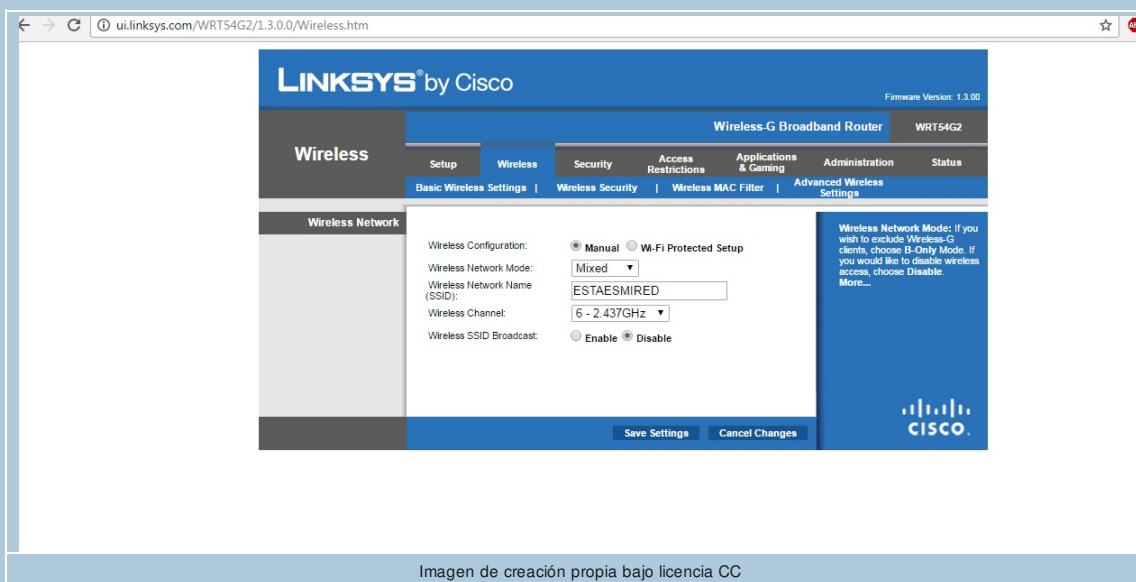 ui.linksys.com/WRT54G2/1.3.0.0/Wireless.htm
LINKSYS® by Cisco
Firmware Version: 1.3.00
Wireless-G Broadband Router WRT54G2
Wireless
Setup Wireless Security Access Restrictions Applications & Gaming Administration Status
Basic Wireless Settings | Wireless Security | Wireless MAC Filter | Advanced Wireless Settings
Wireless Network
Wireless Configuration: Manual Wi-Fi Protected Setup
Wireless Network Mode: Mixed
Wireless Network Name
(SSID): ESTAESMIRED
Wireless Channel: 6 - 2.437GHz
Wireless SSID Broadcast: Enable Disable
Wireless Network Mode: If you
wish to exclude Wireless-G
clients, choose B-Only Mode. If
you would like to disable wireless
access, choose Disable.
More...
Save Settings Cancel Changes
CISCO.
Imagen de creación propia bajo licencia CC